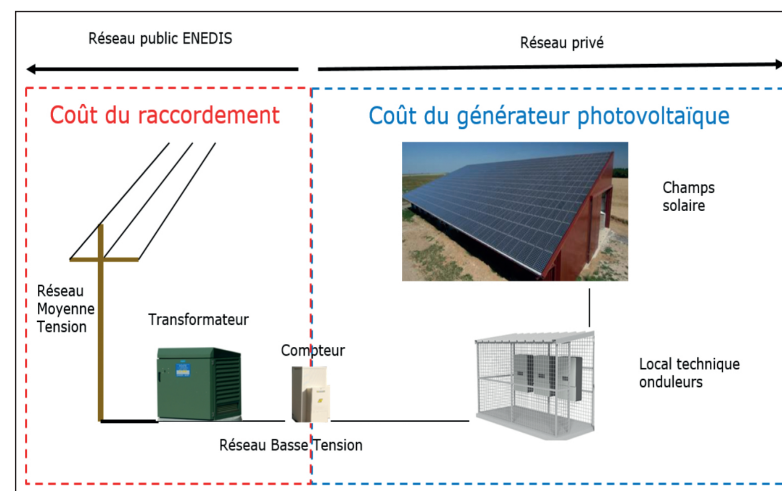 Réseau public ENEDIS
Réseau privé
Coût du raccordement
Coût du générateur photovoltaïque
Champs
solaire
Réseau
Moyenne
Tension
Transformateur
Compteur
Local technique
onduleurs
Réseau Basse Tension